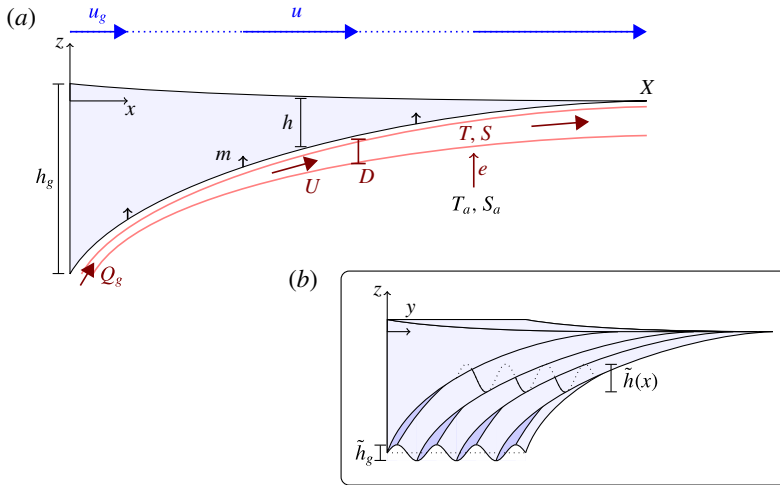 (a)
u_g u
z
x
X
h
h_g
m
T, S
U D
e
T_a, S_a
Q_g
(b)
z
y
h̃(x)
h̃_g